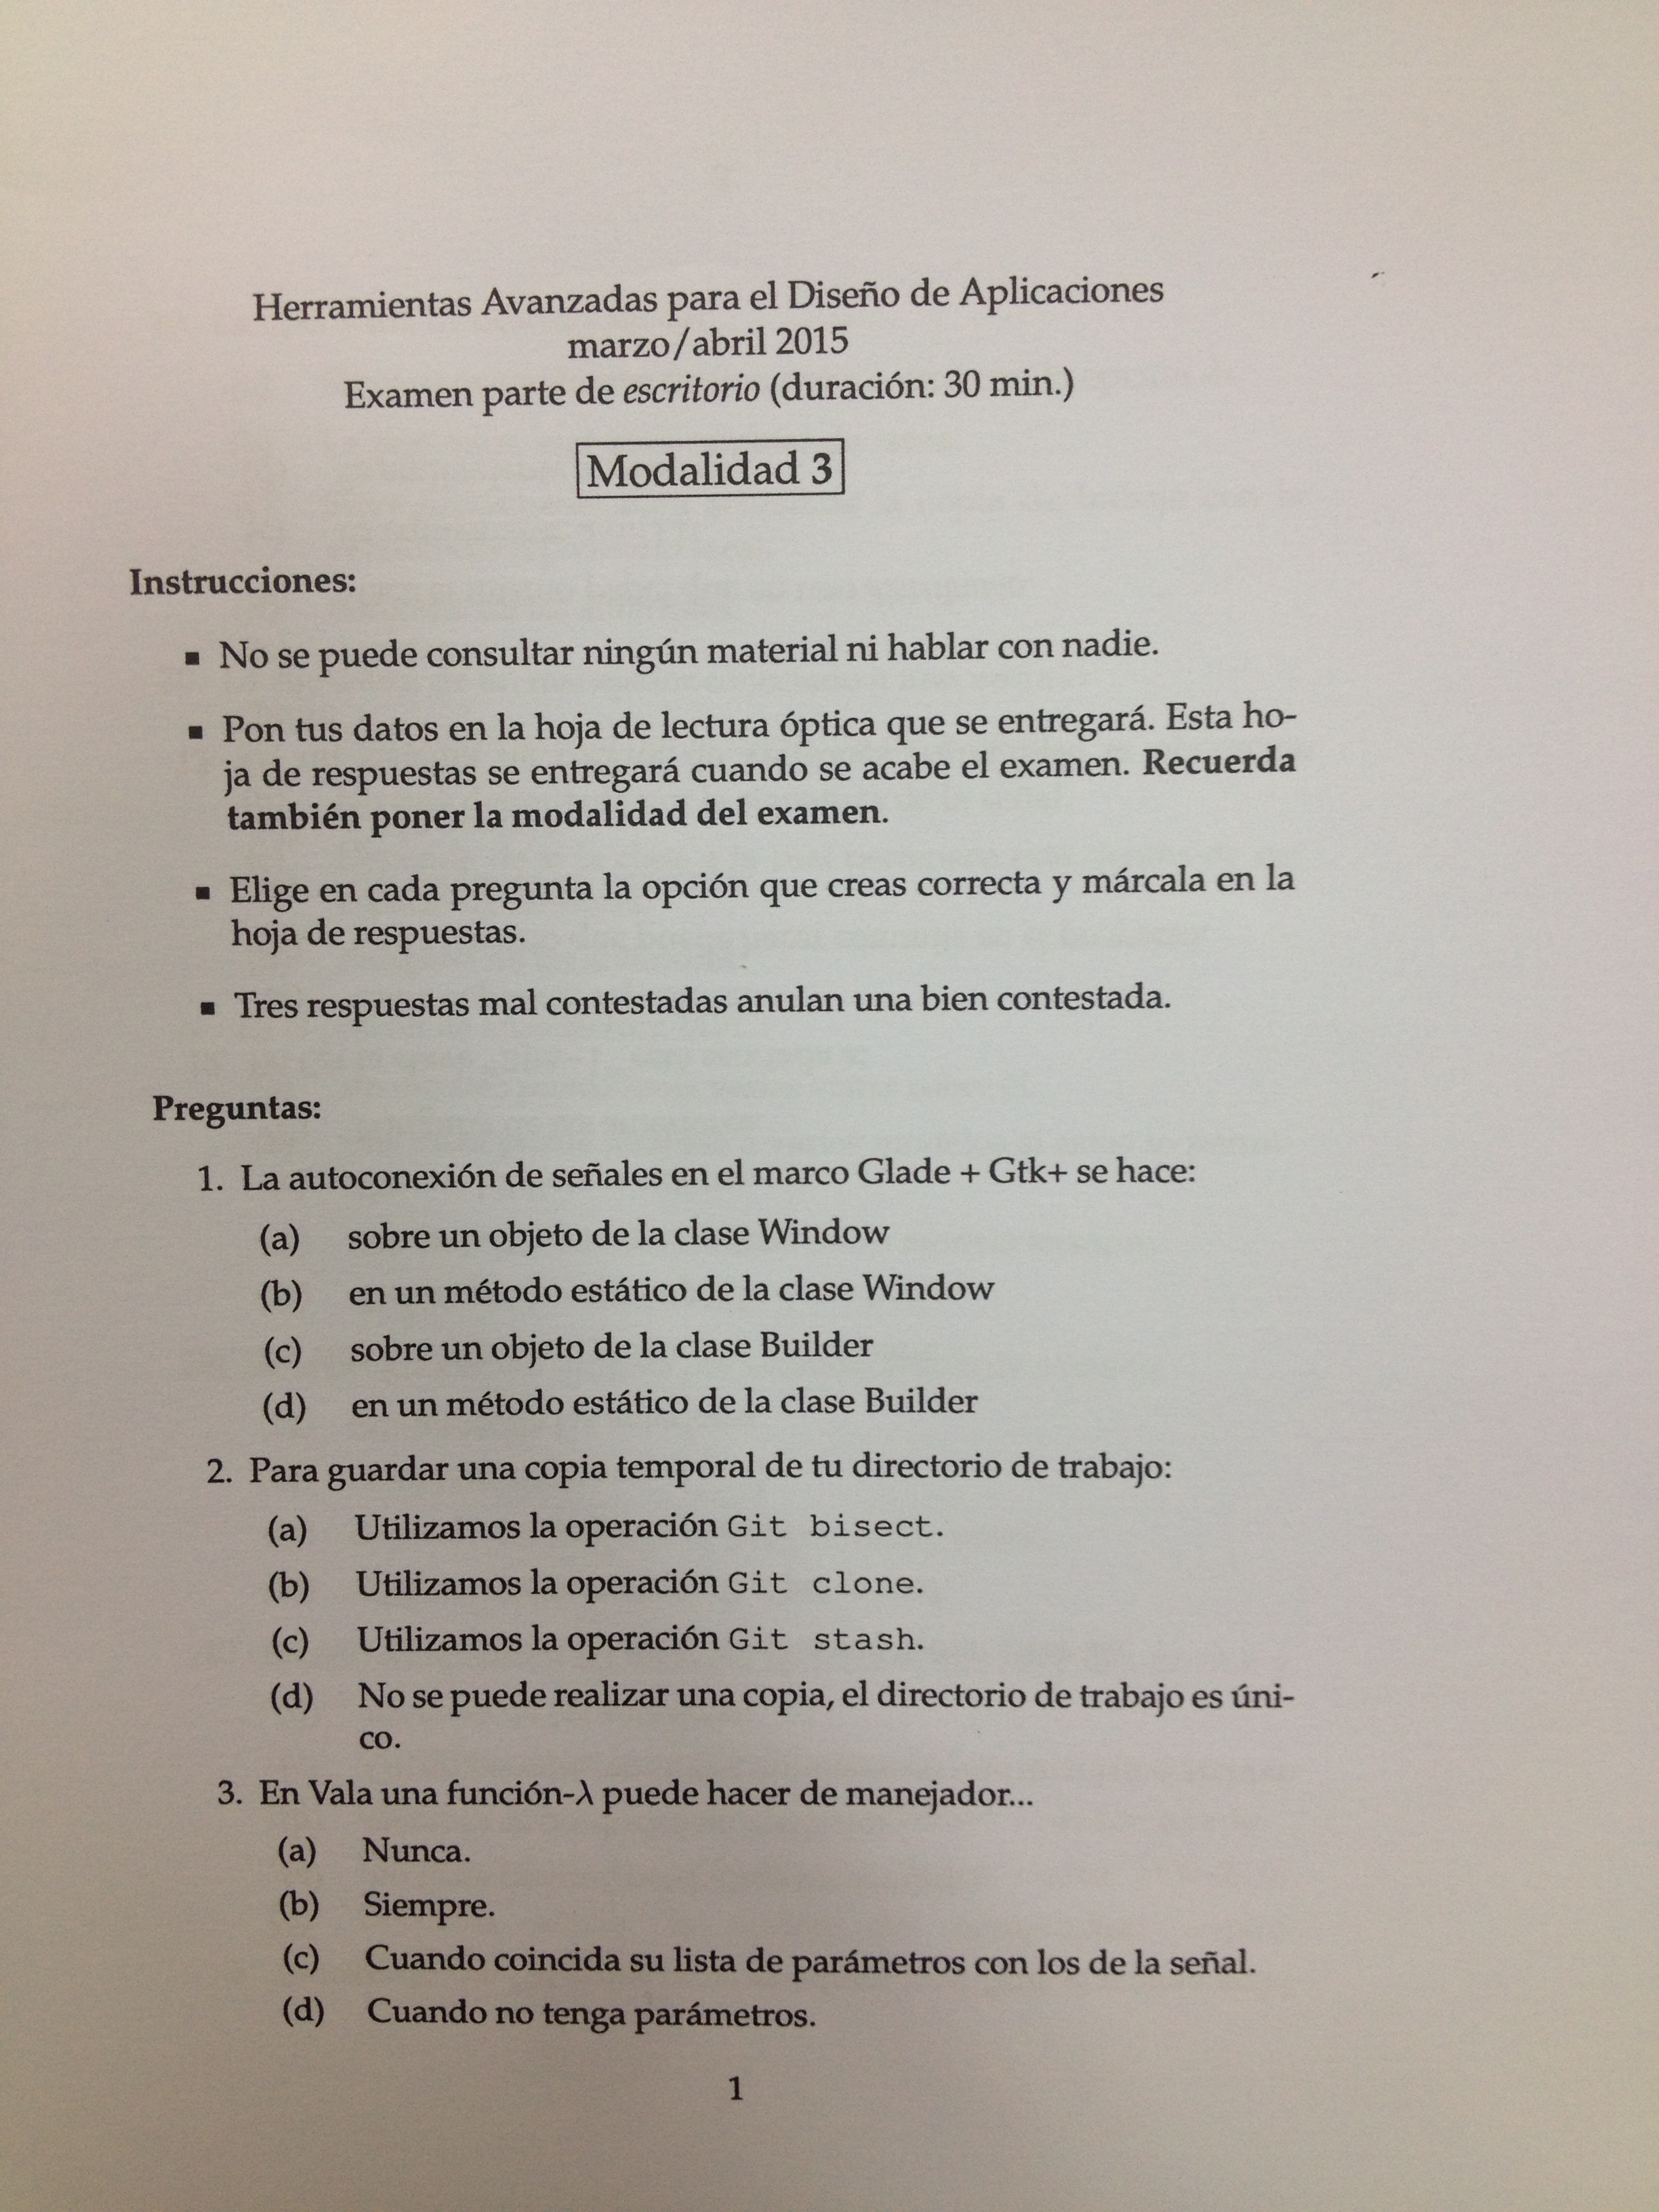 Herramientas Avanzadas para el Diseño de Aplicaciones
marzo/abril 2015
Examen parte de escritorio (duración: 30 min.)
Modalidad 3
Instrucciones:
▪ No se puede consultar ningún material ni hablar con nadie.
▪ Pon tus datos en la hoja de lectura óptica que se entregará. Esta ho-
ja de respuestas se entregará cuando se acabe el examen. Recuerda
también poner la modalidad del examen.
▪ Elige en cada pregunta la opción que creas correcta y márcala en la
hoja de respuestas.
▪ Tres respuestas mal contestadas anulan una bien contestada.
Preguntas:
1. La autoconexión de señales en el marco Glade + Gtk+ se hace:
(a) sobre un objeto de la clase Window
(b) en un método estático de la clase Window
(c) sobre un objeto de la clase Builder
(d) en un método estático de la clase Builder
2. Para guardar una copia temporal de tu directorio de trabajo:
(a) Utilizamos la operación Git bisect.
(b) Utilizamos la operación Git clone.
(c) Utilizamos la operación Git stash.
(d) No se puede realizar una copia, el directorio de trabajo es úni-
co.
3. En Vala una función-λ puede hacer de manejador...
(a) Nunca.
(b) Siempre.
(c) Cuando coincida su lista de parámetros con los de la señal.
(d) Cuando no tenga parámetros.
1